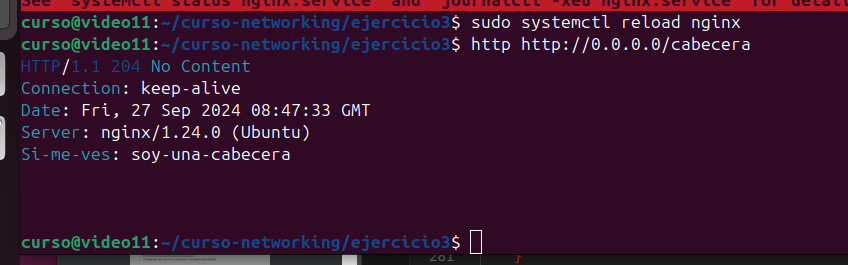 See "systemctl status nginx.service" and "journalctl -xeu nginx.service" for detail
curso@video11:~/curso-networking/ejercicio3$ sudo systemctl reload nginx
curso@video11:~/curso-networking/ejercicio3$ http http://0.0.0.0/cabecera
HTTP/1.1 204 No Content
Connection: keep-alive
Date: Fri, 27 Sep 2024 08:47:33 GMT
Server: nginx/1.24.0 (Ubuntu)
Si-me-ves: soy-una-cabecera
curso@video11:~/curso-networking/ejercicio3$
281 }